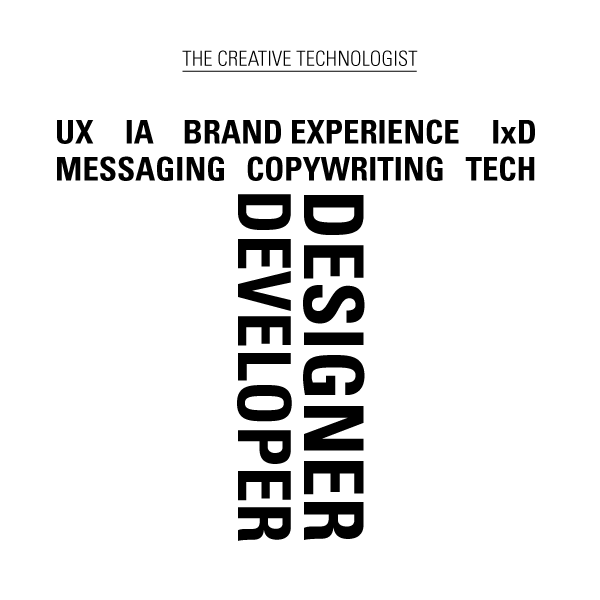 THE CREATIVE TECHNOLOGIST
UX IA BRAND EXPERIENCE IxD
MESSAGING COPYWRITING TECH
DESIGNER
DEVELOPER